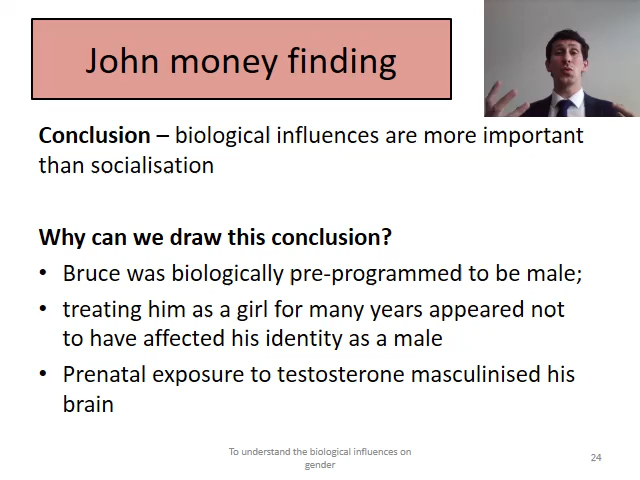 John money finding
Conclusion – biological influences are more important
than socialisation
Why can we draw this conclusion?
• Bruce was biologically pre-programmed to be male;
• treating him as a girl for many years appeared not
to have affected his identity as a male
• Prenatal exposure to testosterone masculinised his
brain
To understand the biological influences on
gender
24